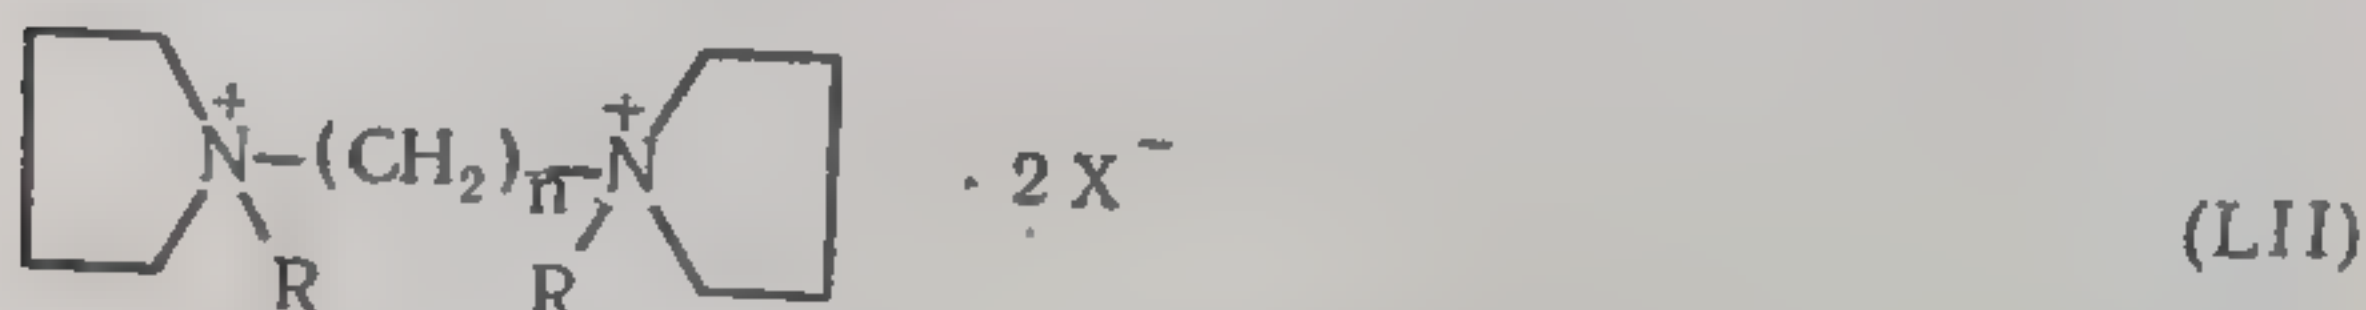 N⁺–(CH₂)ₙ–N⁺ · 2 X⁻
R R
(LII)